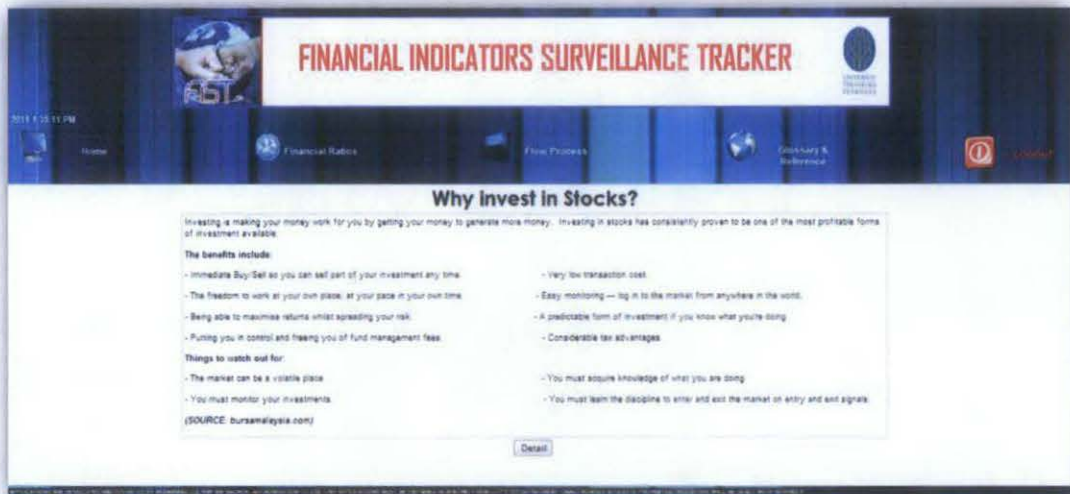 FINANCIAL INDICATORS SURVEILLANCE TRACKER
FIST
UNIVERSITI
TEKNOLOGI
PETRONAS
Home
Financial Ratios
Flow Process
Glossary &
Reference
Logout
Why Invest in Stocks?
Investing is making your money work for you by getting your money to generate more money. Investing in stocks has consistently proven to be one of the most profitable forms
of investment available.
The benefits include:
- Immediate Buy/Sell so you can sell part of your investment any time.
- Very low transaction cost.
- The freedom to work at your own place, at your pace in your own time.
- Easy monitoring — log in to the market from anywhere in the world.
- Being able to maximise returns whilst spreading your risk.
- A predictable form of investment if you know what you're doing.
- Putting you in control and freeing you of fund management fees.
- Considerable tax advantages.
Things to watch out for:
- The market can be a volatile place.
- You must acquire knowledge of what you are doing.
- You must monitor your investments.
- You must learn the discipline to enter and exit the market on entry and exit signals.
(SOURCE: bursamalaysia.com)
Detail